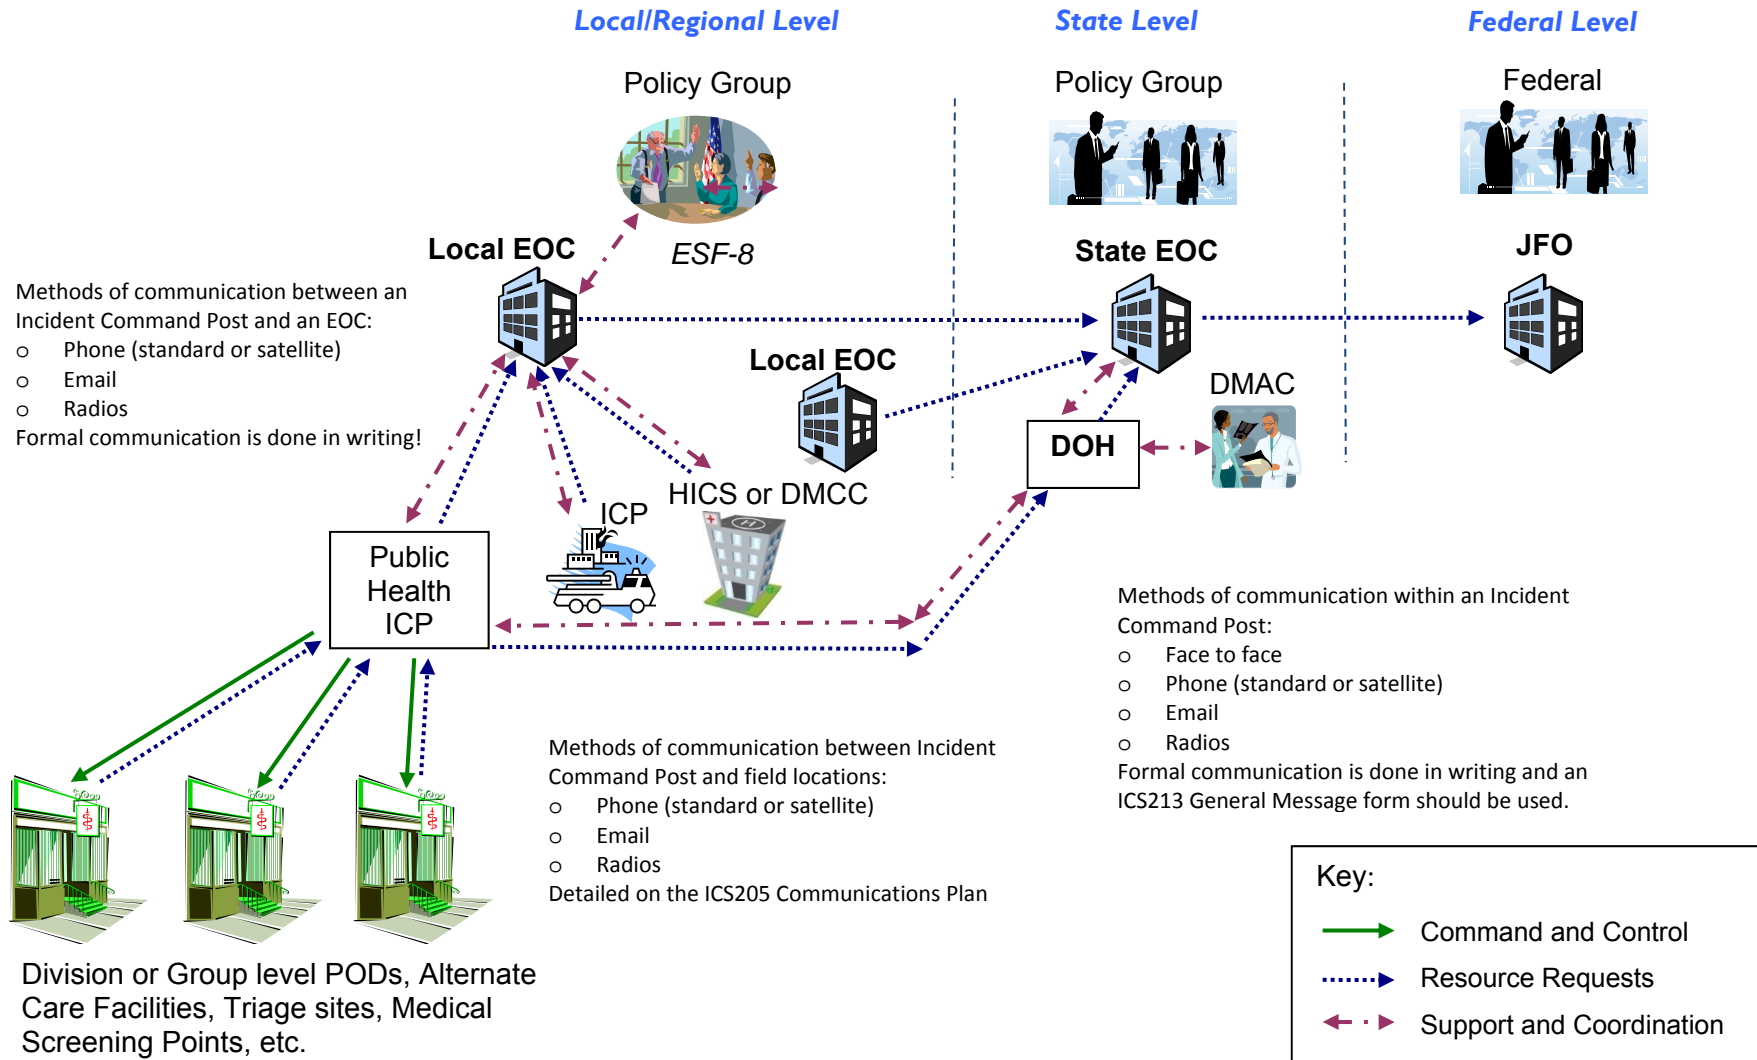 Local/Regional Level
State Level
Federal Level
Policy Group
Policy Group
Federal
Local EOC
ESF-8
State EOC
JFO
Methods of communication between an
Incident Command Post and an EOC:
o Phone (standard or satellite)
o Email
o Radios
Formal communication is done in writing!
Local EOC
DMAC
DOH
HICS or DMCC
ICP
H
Public
Health
ICP
Methods of communication within an Incident
Command Post:
o Face to face
o Phone (standard or satellite)
o Email
o Radios
Formal communication is done in writing and an
ICS213 General Message form should be used.
Methods of communication between Incident
Command Post and field locations:
o Phone (standard or satellite)
o Email
o Radios
Detailed on the ICS205 Communications Plan
Division or Group level PODs, Alternate
Care Facilities, Triage sites, Medical
Screening Points, etc.
Key:
Command and Control
Resource Requests
Support and Coordination